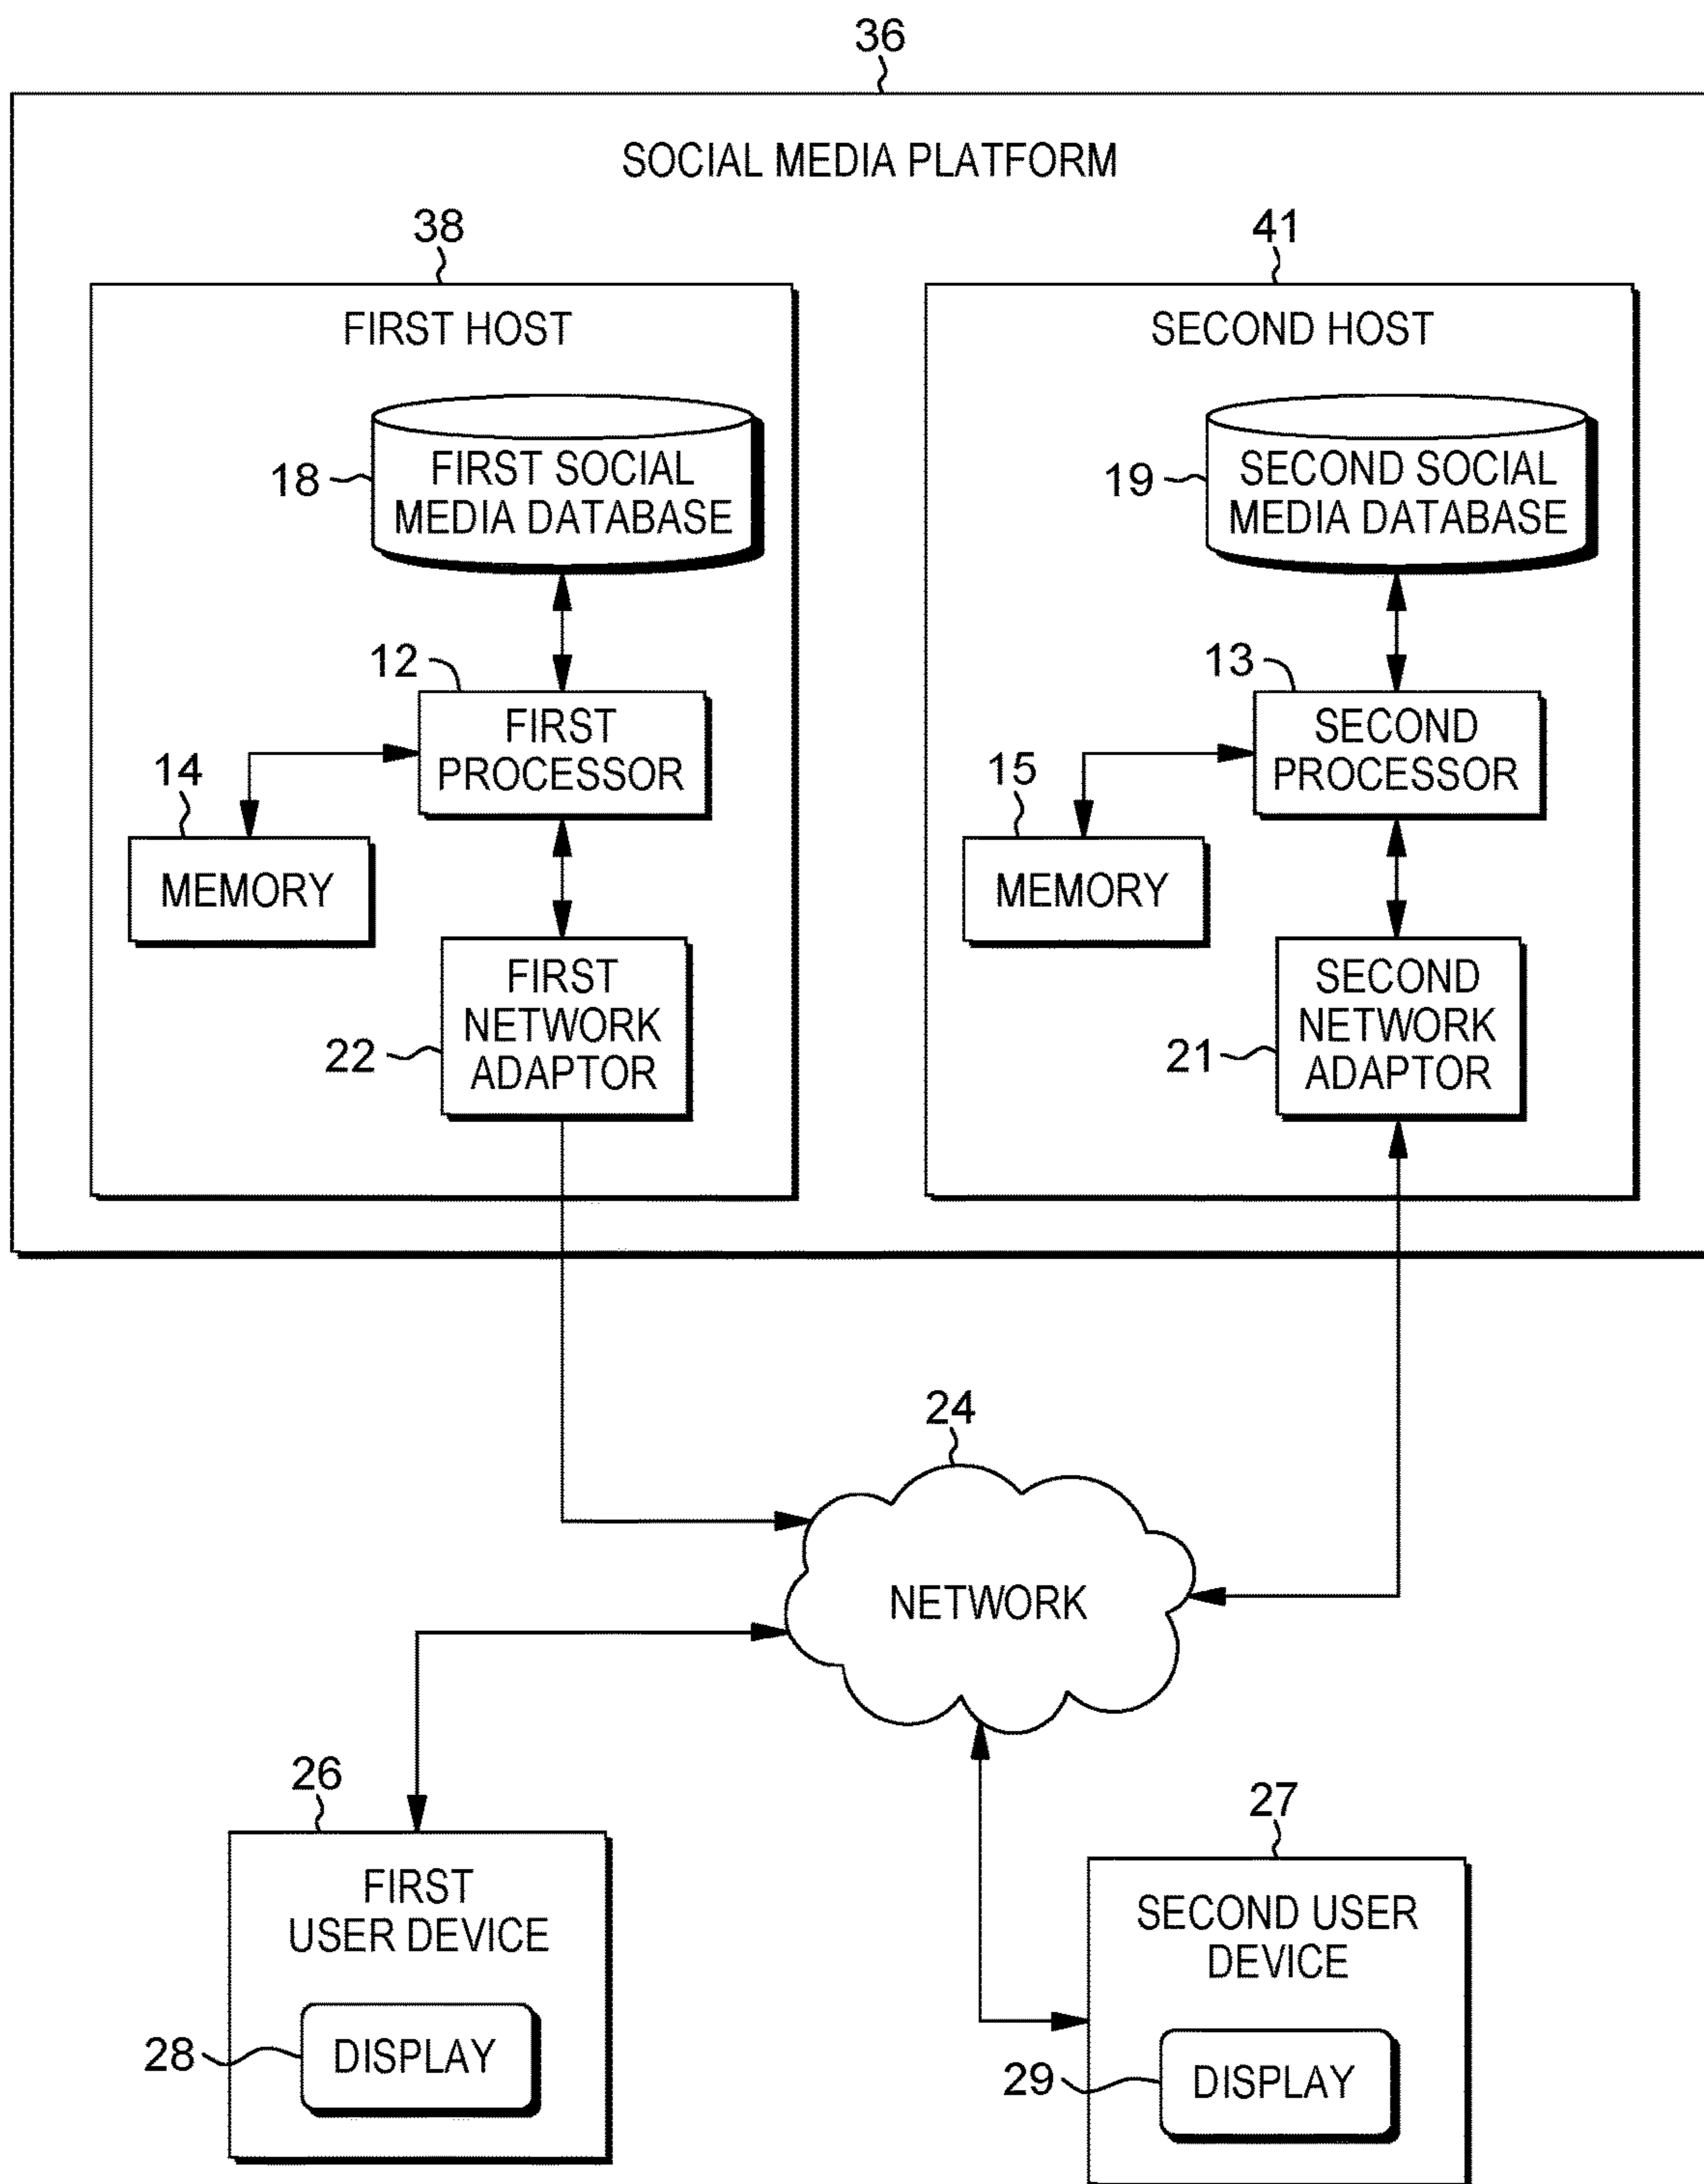 36
SOCIAL MEDIA PLATFORM
38
41
FIRST HOST
SECOND HOST
18
FIRST SOCIAL
MEDIA DATABASE
19
SECOND SOCIAL
MEDIA DATABASE
12
FIRST
PROCESSOR
13
SECOND
PROCESSOR
14
MEMORY
15
MEMORY
FIRST
NETWORK
ADAPTOR
22
SECOND
NETWORK
ADAPTOR
21
24
NETWORK
26
FIRST
USER DEVICE
28
DISPLAY
27
SECOND USER
DEVICE
29
DISPLAY